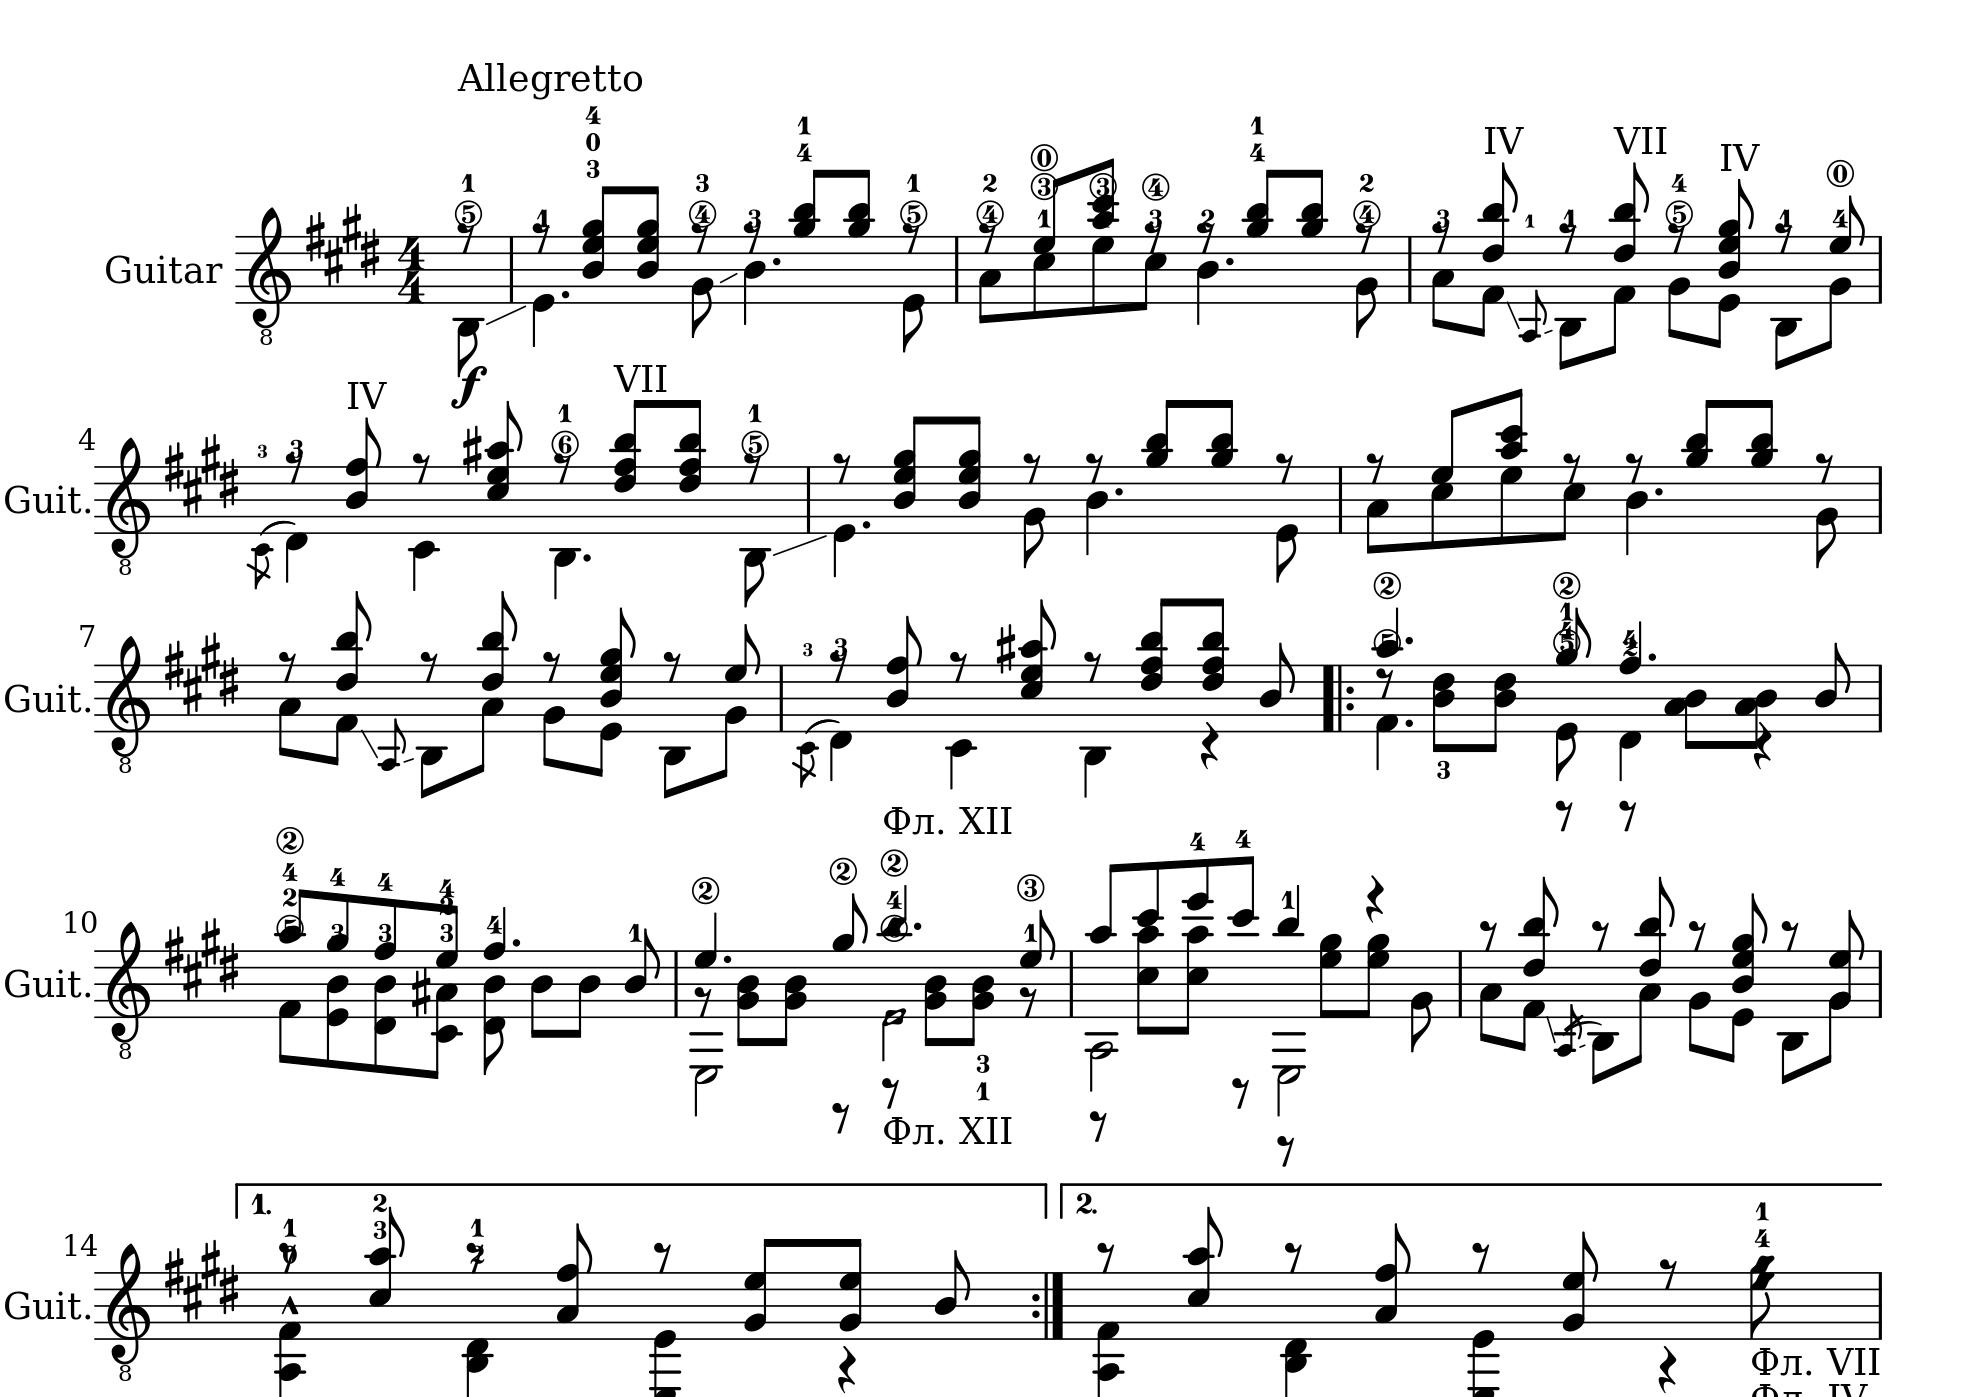 Allegretto
IV VII IV
Guitar
f
IV VII
4
Guit.
7
Guit.
Фл. XII
10
Guit.
Фл. XII
1. 2.
14
Guit.
Фл. VII
Фл. IV